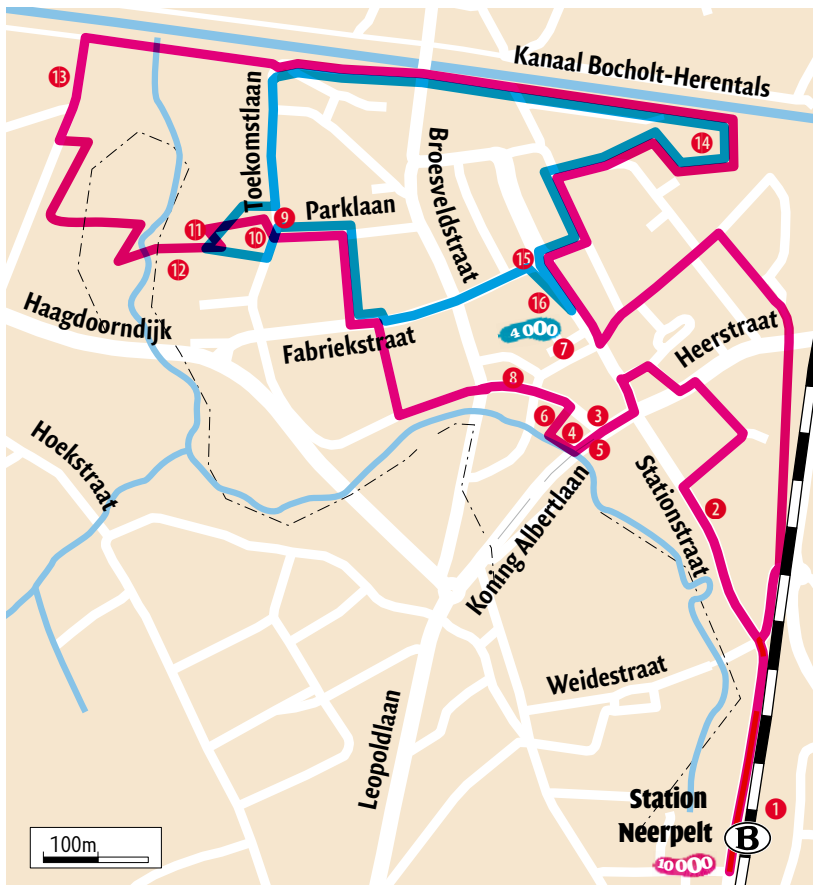 Kanaal Bocholt-Herentals
13
Toekomstlaan
14
Broesveldstraat
9
Parklaan
11
10
12
15
16
4000
Haagdoorndijk
Fabriekstraat
7
Heerstraat
8
6
3
4
5
Hoekstraat
Stationstraat
2
Koning Albertlaan
Weidestraat
Leopoldlaan
Station
Neerpelt
1
B
10000
100m